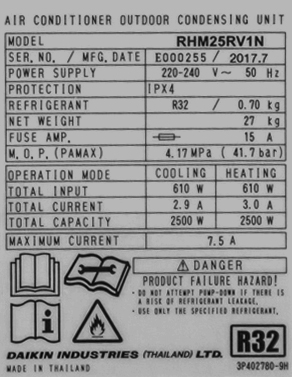 AIR CONDITIONER OUTDOOR CONDENSING UNIT
MODEL RHM25RV1N
SER.NO. / MFG.DATE E000255 / 2017.7
POWER SUPPLY 220-240 V~ 50 Hz
PROTECTION IPX4
REFRIGERANT R32 / 0.70 kg
NET WEIGHT 27 kg
FUSE AMP. 15 A
M.O.P.(PAMAX) 4.17MPa (41.7bar)
OPERATION MODE COOLING HEATING
TOTAL INPUT 610 W 610 W
TOTAL CURRENT 2.9 A 3.0 A
TOTAL CAPACITY 2500 W 2500 W
MAXIMUM CURRENT 7.5 A
DANGER
PRODUCT FAILURE HAZARD!
· DO NOT ATTEMPT PUMP-DOWN IF THERE IS
A RISK OF REFRIGERANT LEAKAGE.
· USE ONLY THE SPECIFIED REFRIGERANT.
R32
DAIKIN INDUSTRIES (THAILAND) LTD.
MADE IN THAILAND 3P402780-9H